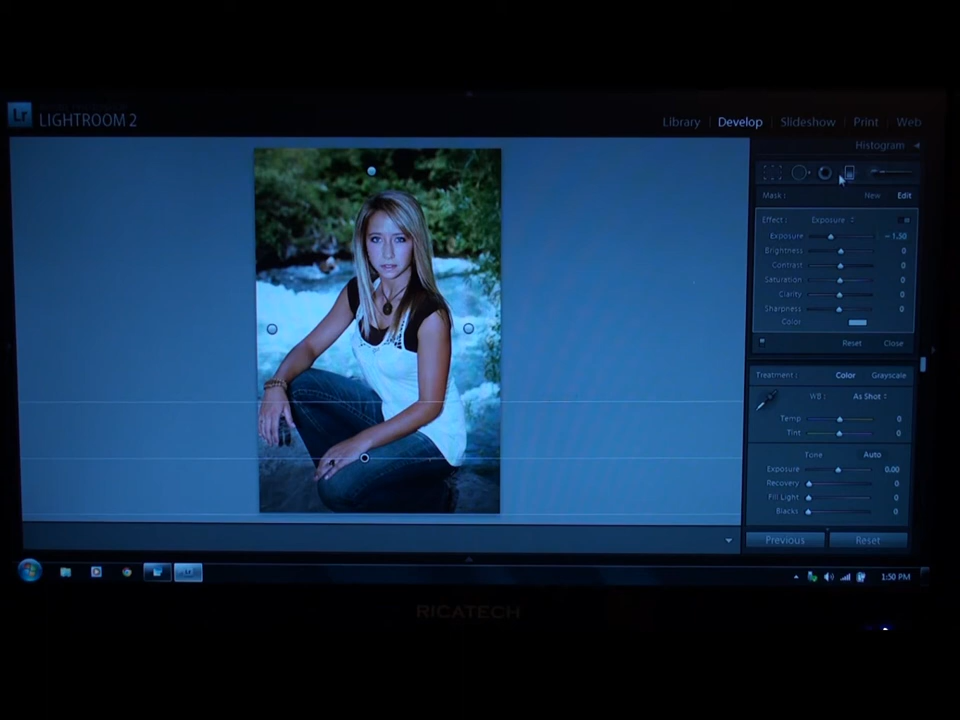 Lr
LIGHTROOM 2
Library | Develop | Slideshow | Print | Web
Histogram
Mask : New Edit
Effect : Exposure
Exposure - 1.50
Brightness 0
Contrast 0
Saturation 0
Clarity 0
Sharpness 0
Color
Reset Close
Treatment : Color Grayscale
WB : As Shot
Temp 0
Tint 0
Tone Auto
Exposure 0.00
Recovery 0
Fill Light 0
Blacks 0
Previous Reset
1:50 PM
RICATECH